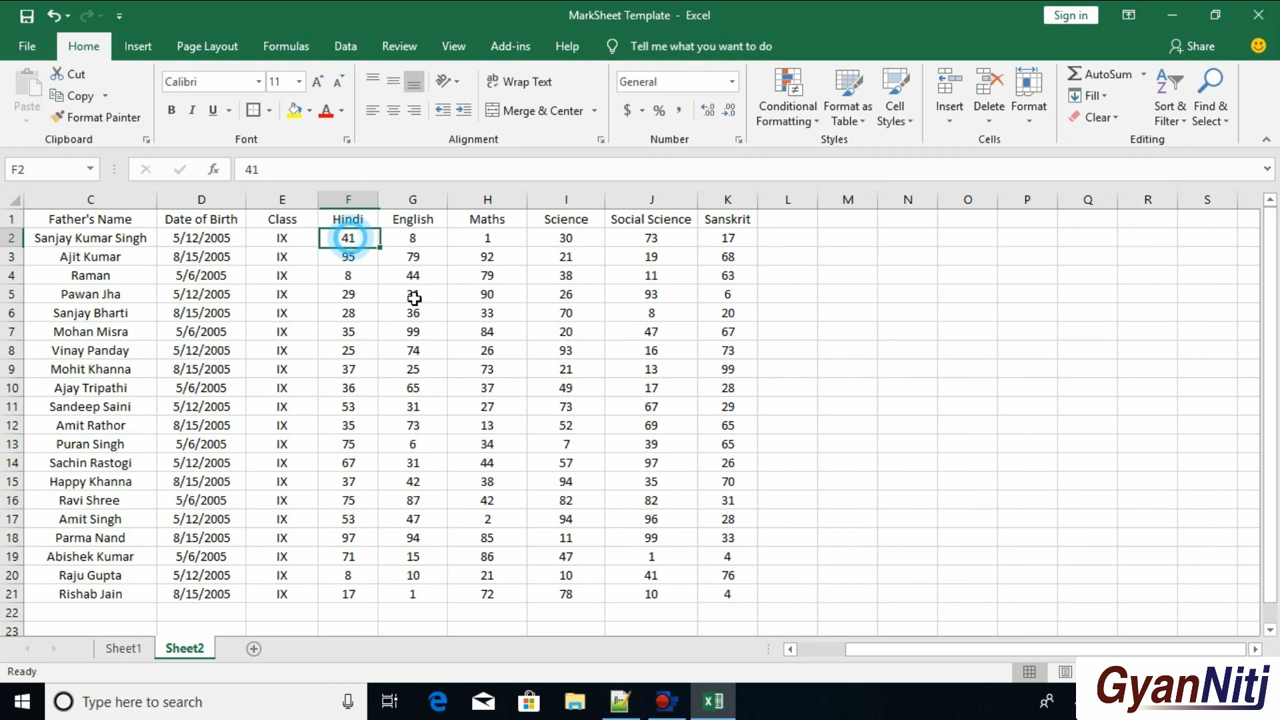 MarkSheet Template - Excel
Sign in
File Home Insert Page Layout Formulas Data Review View Add-ins Help Tell me what you want to do Share
Paste
Cut
Copy
Format Painter
Calibri 11
B I U
Wrap Text
Merge & Center
General
$ % ,
Conditional Formatting
Format as Table
Cell Styles
Insert
Delete
Format
AutoSum
Fill
Clear
Sort & Filter
Find & Select
Clipboard Font Alignment Number Styles Cells Editing
F2 fx 41
C D E F G H I J K L M N O P Q R S
1 Father's Name Date of Birth Class Hindi English Maths Science Social Science Sanskrit
2 Sanjay Kumar Singh 5/12/2005 IX 41 8 1 30 73 17
3 Ajit Kumar 8/15/2005 IX 95 79 92 21 19 68
4 Raman 5/6/2005 IX 8 44 79 38 11 63
5 Pawan Jha 5/12/2005 IX 29 90 26 93 6
6 Sanjay Bharti 8/15/2005 IX 28 36 33 70 8 20
7 Mohan Misra 5/6/2005 IX 35 99 84 20 47 67
8 Vinay Panday 5/12/2005 IX 25 74 26 93 16 73
9 Mohit Khanna 8/15/2005 IX 37 25 73 21 13 99
10 Ajay Tripathi 5/6/2005 IX 36 65 37 49 17 28
11 Sandeep Saini 5/12/2005 IX 53 31 27 73 67 29
12 Amit Rathor 8/15/2005 IX 35 73 13 52 69 65
13 Puran Singh 5/6/2005 IX 75 6 34 7 39 65
14 Sachin Rastogi 5/12/2005 IX 67 31 44 57 97 26
15 Happy Khanna 8/15/2005 IX 37 42 38 94 35 70
16 Ravi Shree 5/6/2005 IX 75 87 42 82 82 31
17 Amit Singh 5/12/2005 IX 53 47 2 94 96 28
18 Parma Nand 8/15/2005 IX 97 94 85 11 99 33
19 Abishek Kumar 5/6/2005 IX 71 15 86 47 1 4
20 Raju Gupta 5/12/2005 IX 8 10 21 10 41 76
21 Rishab Jain 8/15/2005 IX 17 1 72 78 10 4
22
23
Sheet1 Sheet2
Ready
Type here to search
GyanNiti